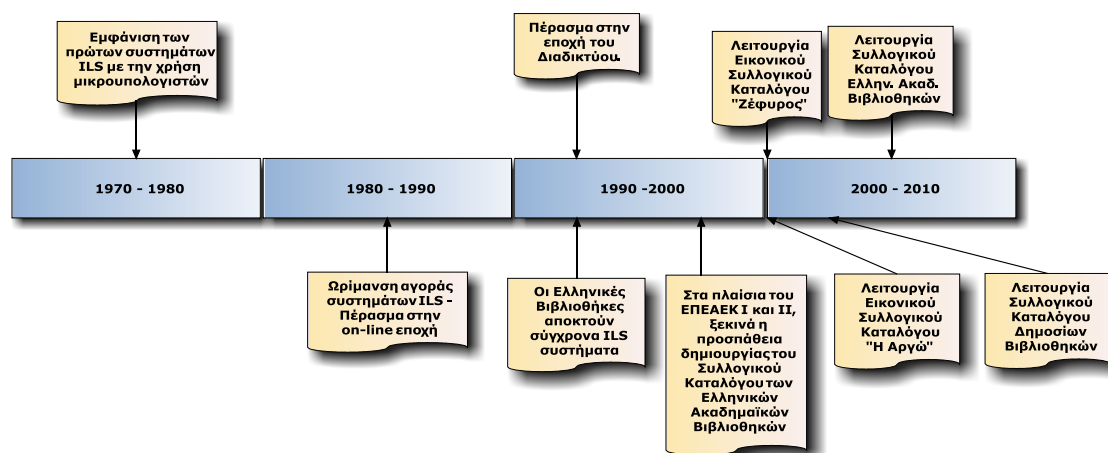 Εμφάνιση των
πρώτων συστημάτων
ILS με την χρήση
μικρουπολογιστών
Πέρασμα στην
εποχή του
Διαδικτύου.
Λειτουργία
Εικονικού
Συλλογικού
Καταλόγου
"Ζέφυρος"
Λειτουργία
Συλλογικού
Καταλόγου
Ελλην. Ακαδ.
Βιβλιοθηκών
1970 - 1980
1980 - 1990
1990 -2000
2000 - 2010
Ωρίμανση αγοράς
συστημάτων ILS -
Πέρασμα στην
on-line εποχή
Οι Ελληνικές
Βιβλιοθήκες
αποκτούν
σύγχρονα ILS
συστήματα
Στα πλαίσια του
ΕΠΕΑΕΚ Ι και ΙΙ,
ξεκινά η
προσπάθεια
δημιουργίας του
Συλλογικού
Καταλόγου των
Ελληνικών
Ακαδημαϊκών
Βιβλιοθηκών
Λειτουργία
Εικονικού
Συλλογικού
Καταλόγου
"Η Αργώ"
Λειτουργία
Συλλογικού
Καταλόγου
Δημοσίων
Βιβλιοθηκών